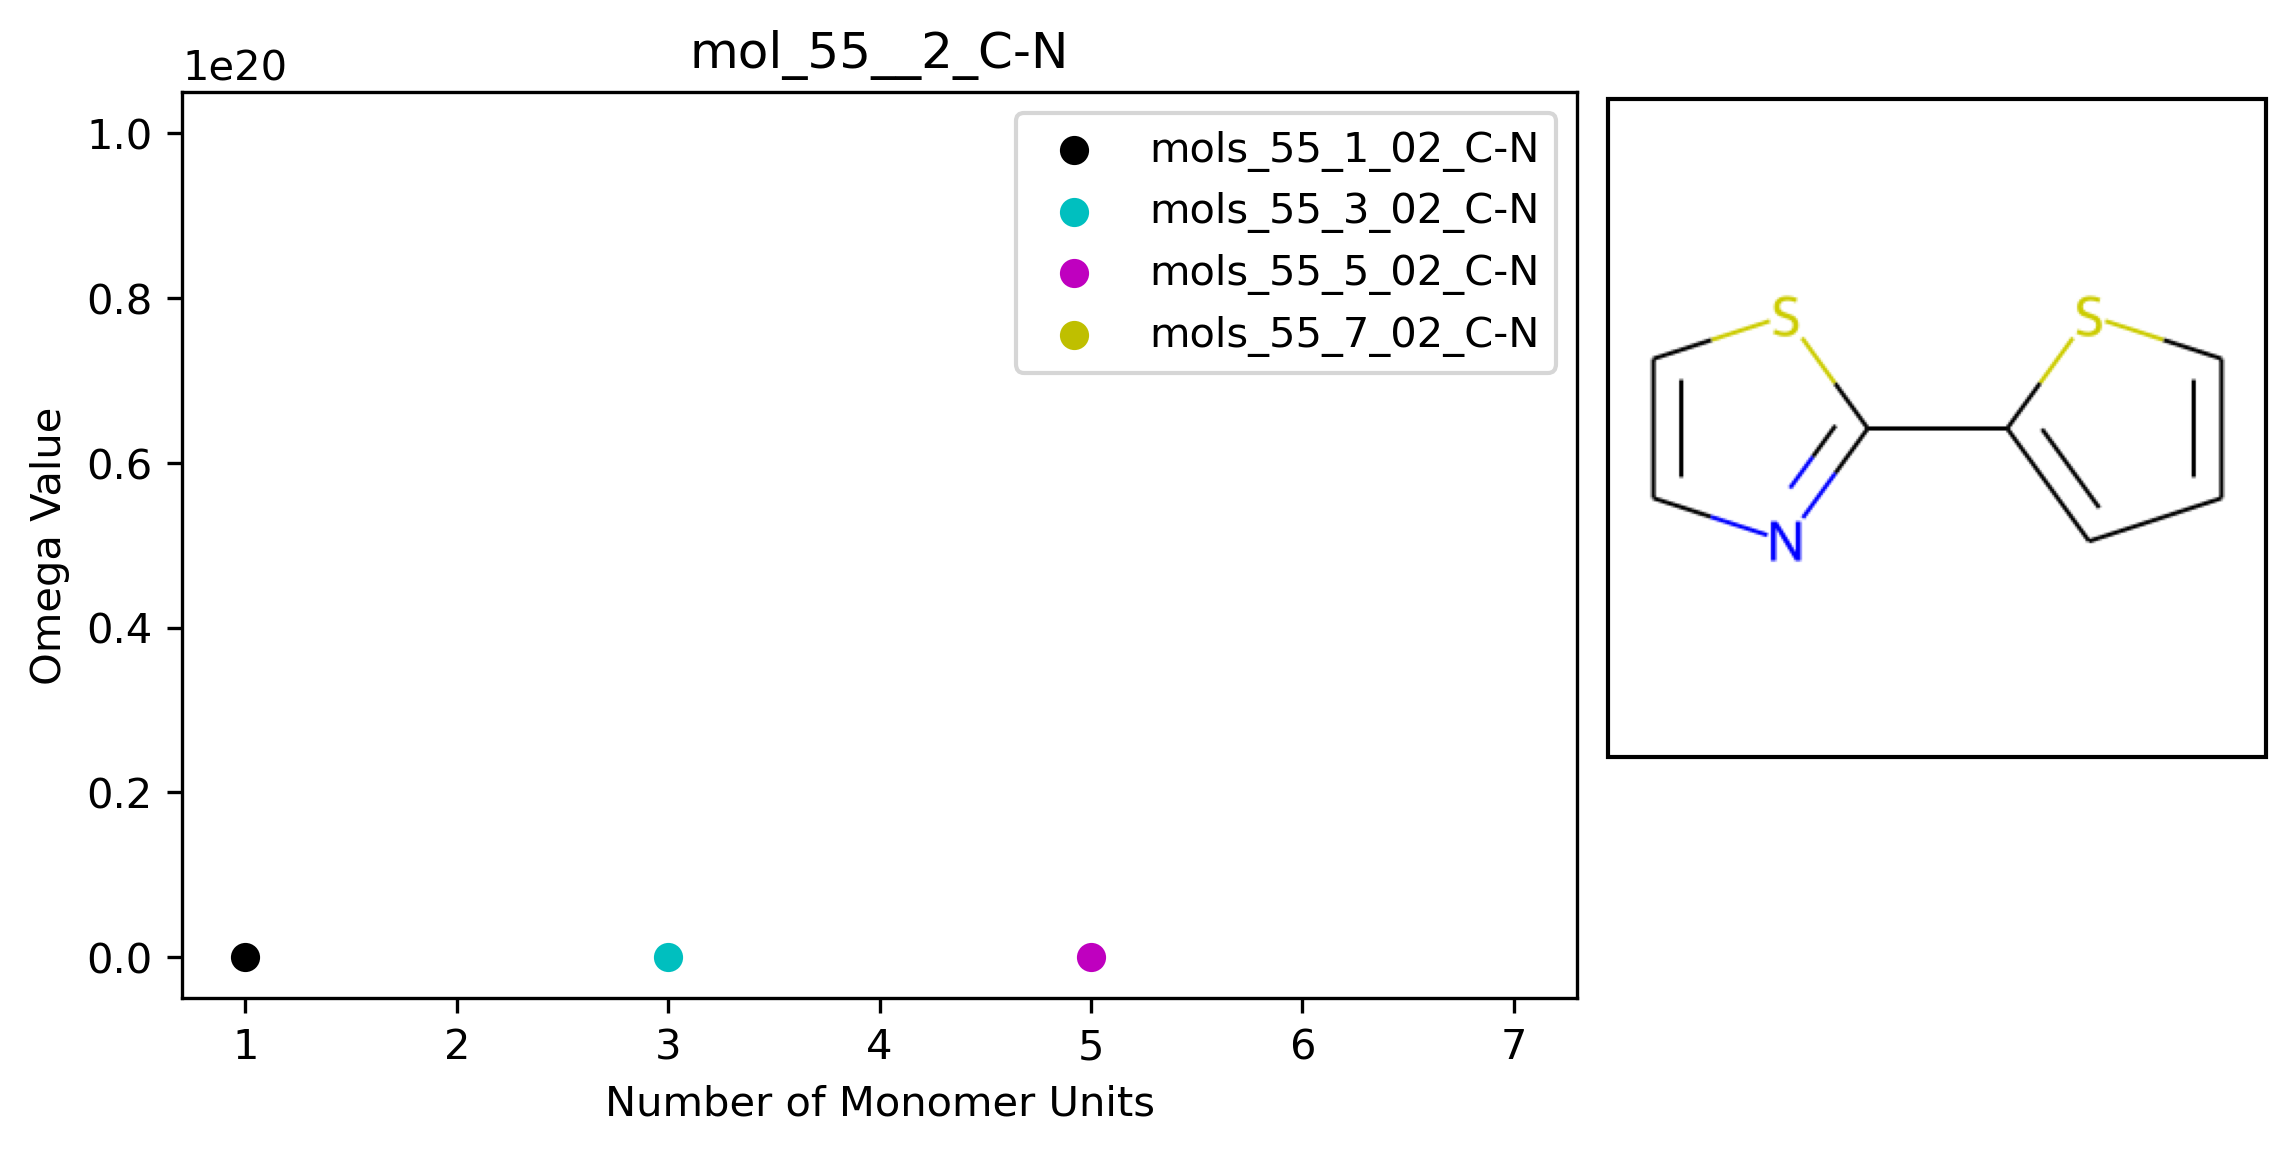 mol_55__2_C-N
1e20
1.0
0.8
0.6
0.4
0.2
0.0
Omega Value
mols_55_1_02_C-N
mols_55_3_02_C-N
mols_55_5_02_C-N
mols_55_7_02_C-N
1 2 3 4 5 6 7
Number of Monomer Units
S S
N